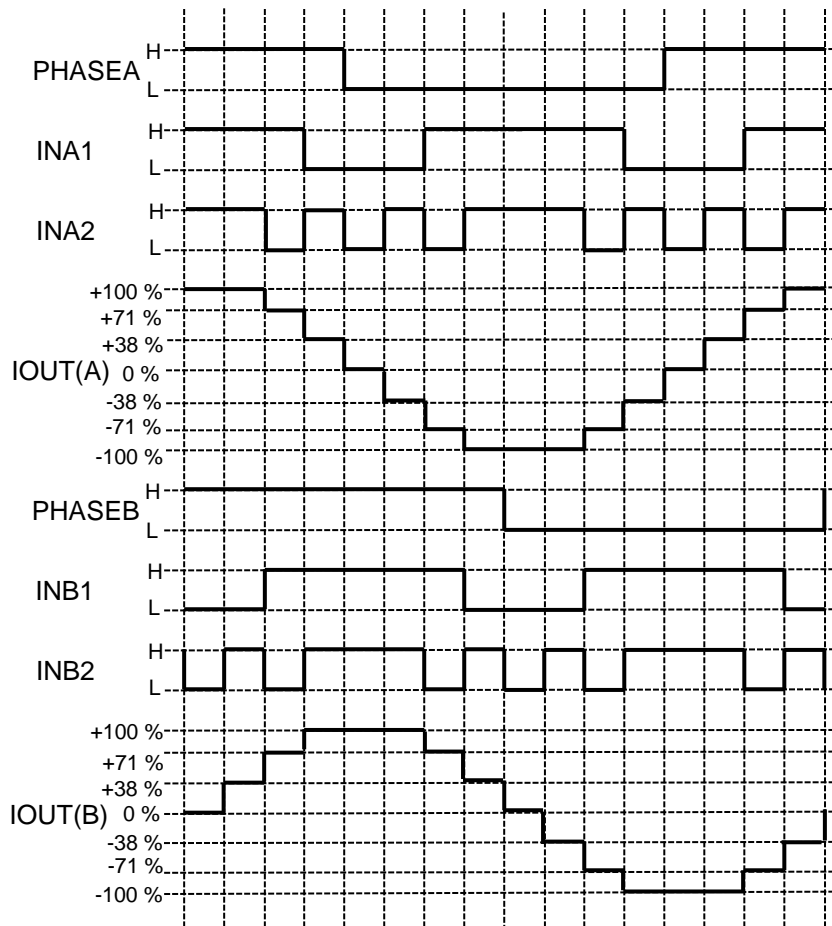 H
PHASEA
L
H
INA1
L
H
INA2
L
+100 %
+71 %
+38 %
IOUT(A) 0 %
-38 %
-71 %
-100 %
H
PHASEB
L
H
INB1
L
H
INB2
L
+100 %
+71 %
+38 %
IOUT(B) 0 %
-38 %
-71 %
-100 %